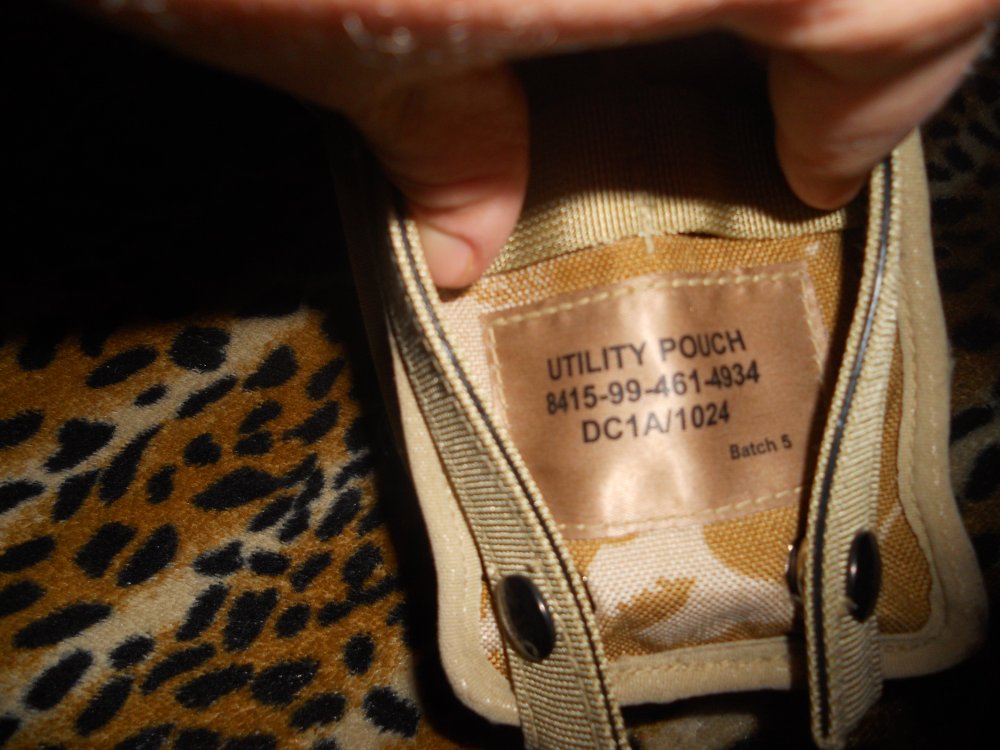 UTILITY POUCH
8415-99-461-4934
DC1A/1024
Batch 5